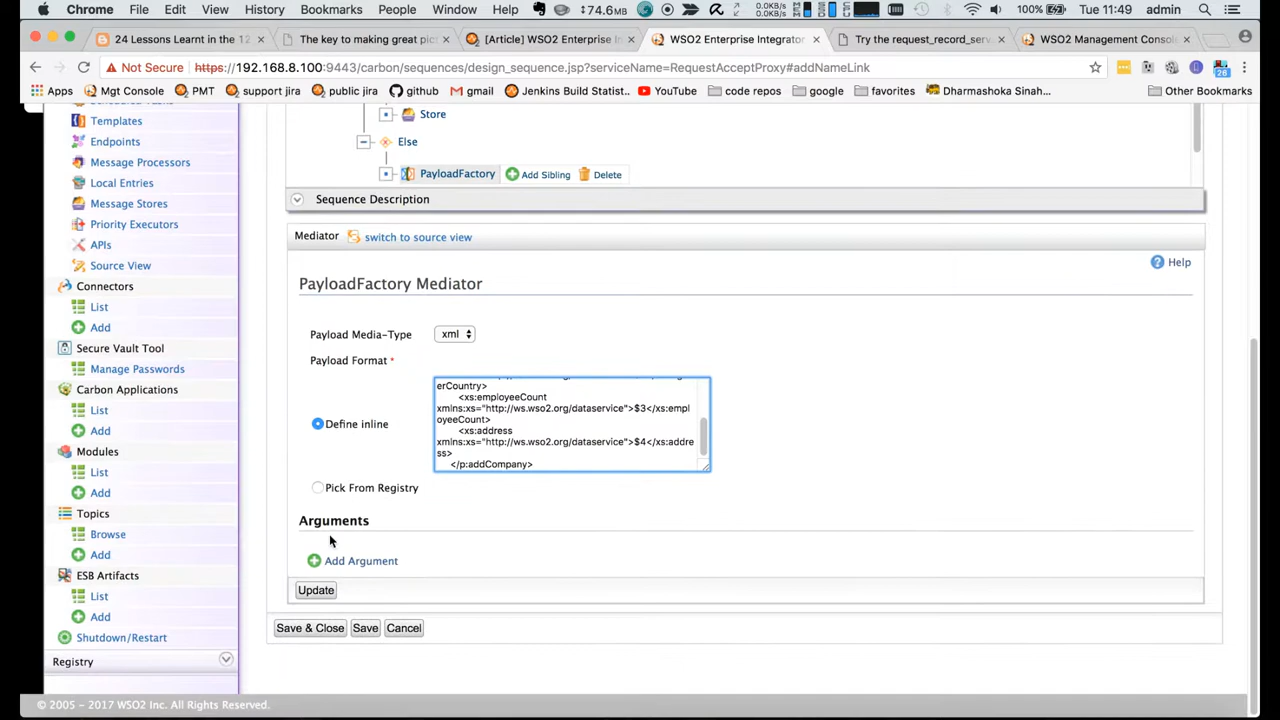 Chrome File Edit View History Bookmarks People Window Help 74.6MB 0.0KB/s 0.0KB/s 100% Tue 11:49 admin
24 Lessons Learnt in the 12 × The key to making great pic × [Article] WSO2 Enterprise In × WSO2 Enterprise Integrator × Try the request_record_serv × WSO2 Management Console ×
Not Secure https://192.168.8.100:9443/carbon/sequences/design_sequence.jsp?serviceName=RequestAcceptProxy#addNameLink
Apps Mgt Console PMT support jira public jira github gmail Jenkins Build Statist.. YouTube code repos google favorites Dharmashoka Sinah... Other Bookmarks
26
Scheduled Tasks
Templates
Endpoints
Message Processors
Local Entries
Message Stores
Priority Executors
APIs
Source View
Connectors
List
Add
Secure Vault Tool
Manage Passwords
Carbon Applications
List
Add
Modules
List
Add
Topics
Browse
Add
ESB Artifacts
List
Add
Shutdown/Restart
Registry
Store
Else
PayloadFactory Add Sibling Delete
Sequence Description
Mediator switch to source view
Help
PayloadFactory Mediator
Payload Media-Type xml
Payload Format *
Define inline
erCountry>
<xs:employeeCount
xmlns:xs="http://ws.wso2.org/dataservice">$3</xs:empl
oyeeCount>
<xs:address
xmlns:xs="http://ws.wso2.org/dataservice">$4</xs:addre
ss>
</p:addCompany>
Pick From Registry
Arguments
Add Argument
Update
Save & Close Save Cancel
© 2005 - 2017 WSO2 Inc. All Rights Reserved.